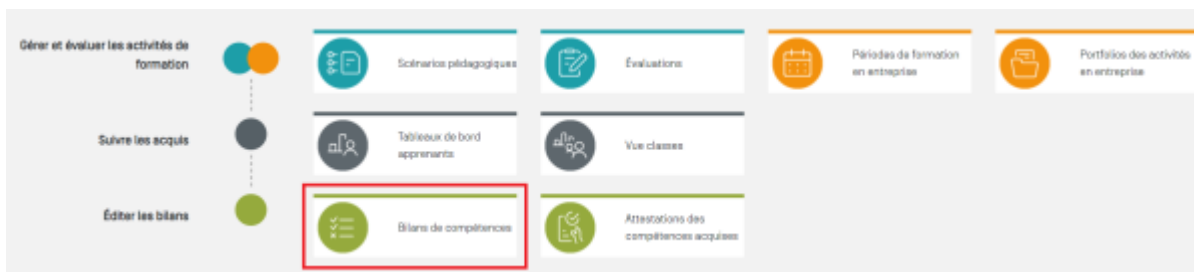 Gérer et évaluer les activités de
formation
Scénarios pédagogiques
Évaluations
Périodes de formation
en entreprise
Portfolios des activités
en entreprise
Suivre les acquis
Tableaux de bord
apprenants
Vue classes
Éditer les bilans
Bilans de compétences
Attestations des
compétences acquises